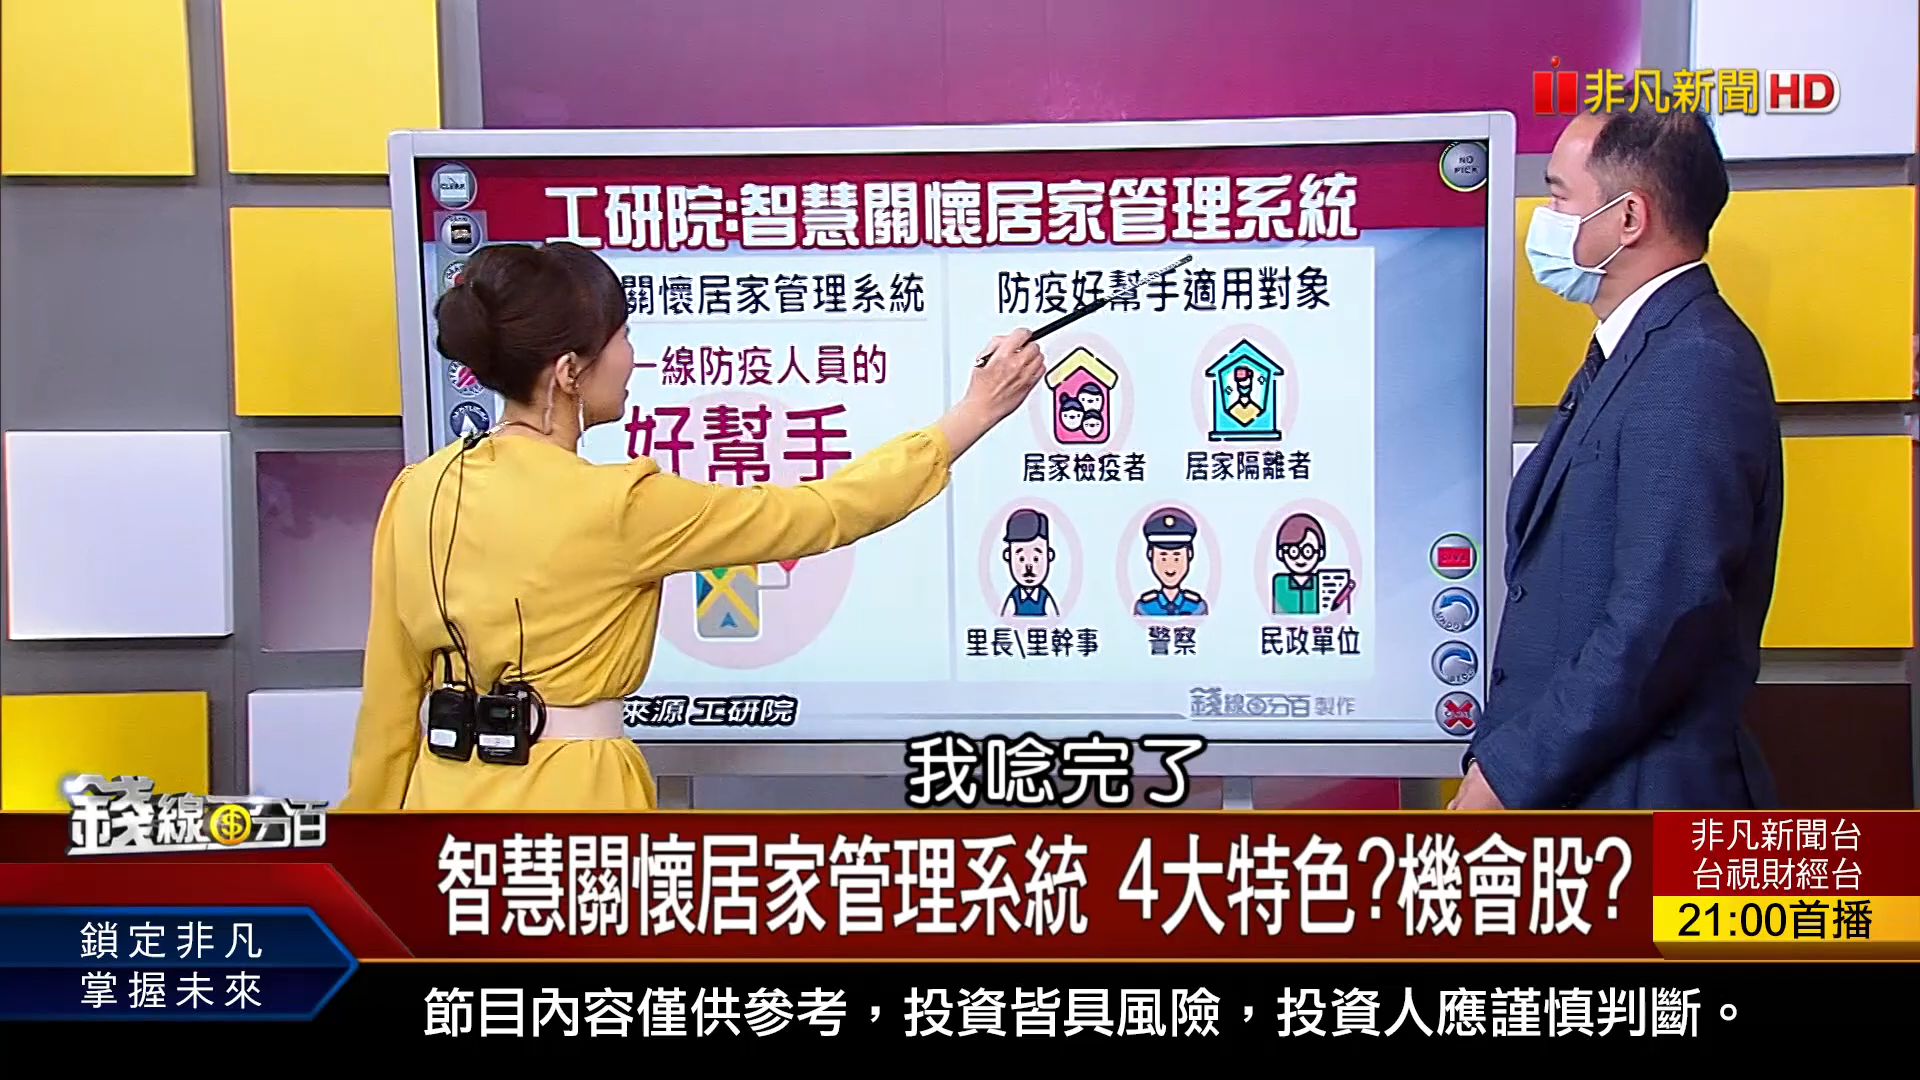 非凡新聞HD
CLEAR
NO PICK
工研院:智慧關懷居家管理系統
關懷居家管理系統
一線防疫人員的
好幫手
防疫好幫手適用對象
居家檢疫者
居家隔離者
里長\里幹事
警察
民政單位
來源 工研院
錢線百分百 製作
我唸完了
錢線百分百
智慧關懷居家管理系統 4大特色?機會股?
非凡新聞台
台視財經台
21:00首播
鎖定非凡
掌握未來
節目內容僅供參考，投資皆具風險，投資人應謹慎判斷。